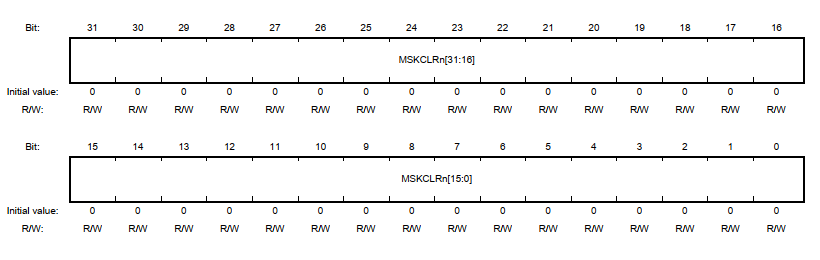 Bit: 31 30 29 28 27 26 25 24 23 22 21 20 19 18 17 16
MSKCLRn[31:16]
Initial value: 0 0 0 0 0 0 0 0 0 0 0 0 0 0 0 0
R/W: R/W R/W R/W R/W R/W R/W R/W R/W R/W R/W R/W R/W R/W R/W R/W R/W
Bit: 15 14 13 12 11 10 9 8 7 6 5 4 3 2 1 0
MSKCLRn[15:0]
Initial value: 0 0 0 0 0 0 0 0 0 0 0 0 0 0 0 0
R/W: R/W R/W R/W R/W R/W R/W R/W R/W R/W R/W R/W R/W R/W R/W R/W R/W